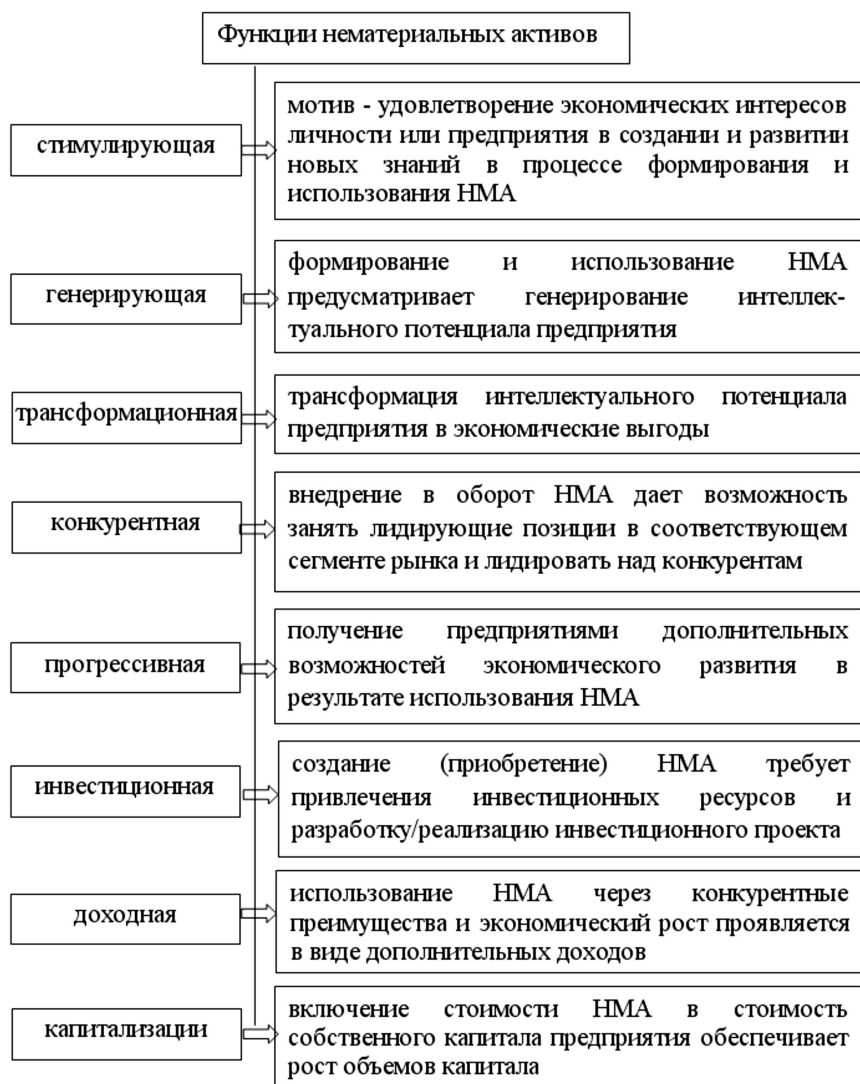 Функции нематериальных активов
стимулирующая
мотив - удовлетворение экономических интересов
личности или предприятия в создании и развитии
новых знаний в процессе формирования и
использования НМА
генерирующая
формирование и использование НМА
предусматривает генерирование интеллек-
туального потенциала предприятия
трансформационная
трансформация интеллектуального потенциала
предприятия в экономические выгоды
конкурентная
внедрение в оборот НМА дает возможность
занять лидирующие позиции в соответствующем
сегменте рынка и лидировать над конкурентам
прогрессивная
получение предприятиями дополнительных
возможностей экономического развития в
результате использования НМА
инвестиционная
создание (приобретение) НМА требует
привлечения инвестиционных ресурсов и
разработку/реализацию инвестиционного проекта
доходная
использование НМА через конкурентные
преимущества и экономический рост проявляется
в виде дополнительных доходов
капитализации
включение стоимости НМА в стоимость
собственного капитала предприятия обеспечивает
рост объемов капитала